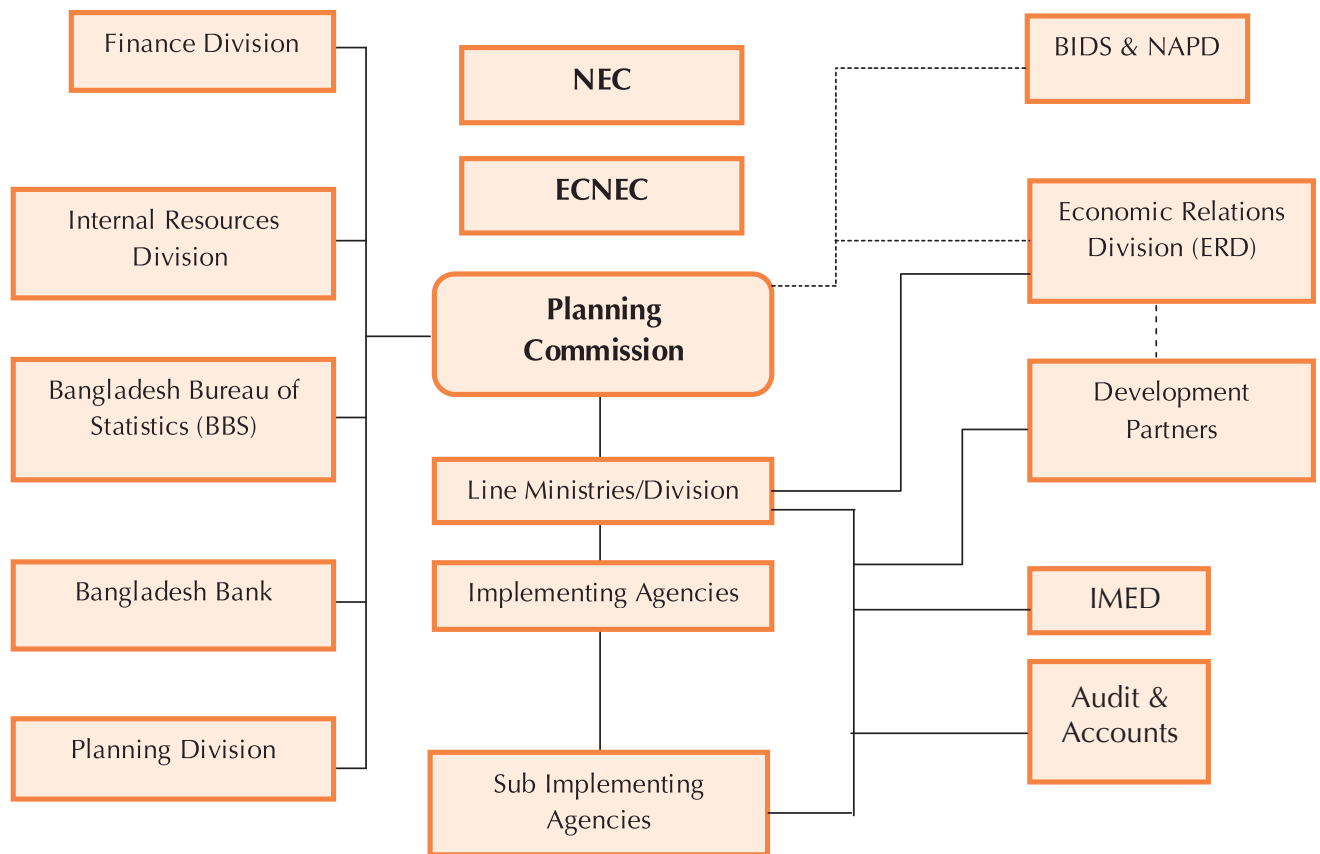 Finance Division
Internal Resources
Division
Bangladesh Bureau of
Statistics (BBS)
Bangladesh Bank
Planning Division
NEC
ECNEC
Planning
Commission
Line Ministries/Division
Implementing Agencies
Sub Implementing
Agencies
BIDS & NAPD
Economic Relations
Division (ERD)
Development
Partners
IMED
Audit &
Accounts